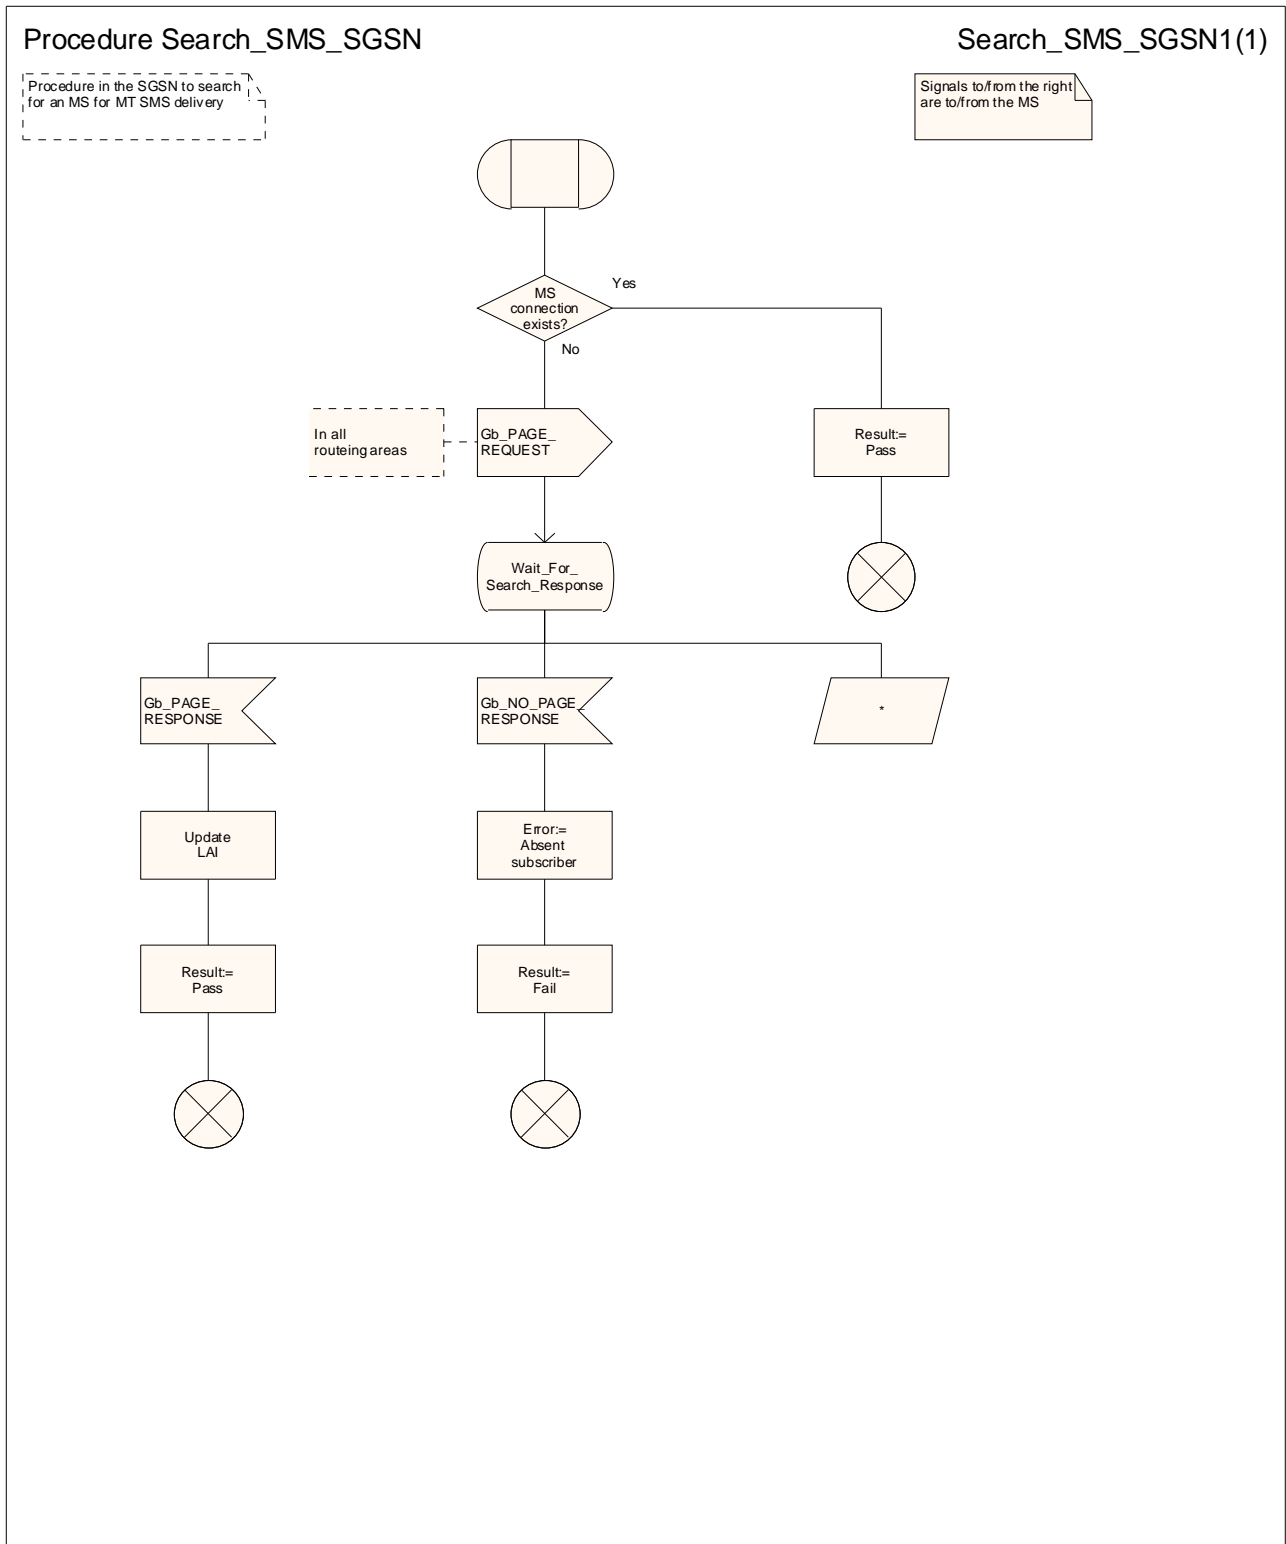 Procedure Search_SMS_SGSN
Search_SMS_SGSN1(1)
Procedure in the SGSN to search
for an MS for MT SMS delivery
Signals to/from the right
are to/from the MS
MS
connection
exists?
Yes
No
In all
routeing areas
Gb_PAGE_
REQUEST
Result:=
Pass
Wait_For_
Search_Response
Gb_PAGE_
RESPONSE
Gb_NO_PAGE_
RESPONSE
*
Update
LAI
Error:=
Absent
subscriber
Result:=
Pass
Result:=
Fail